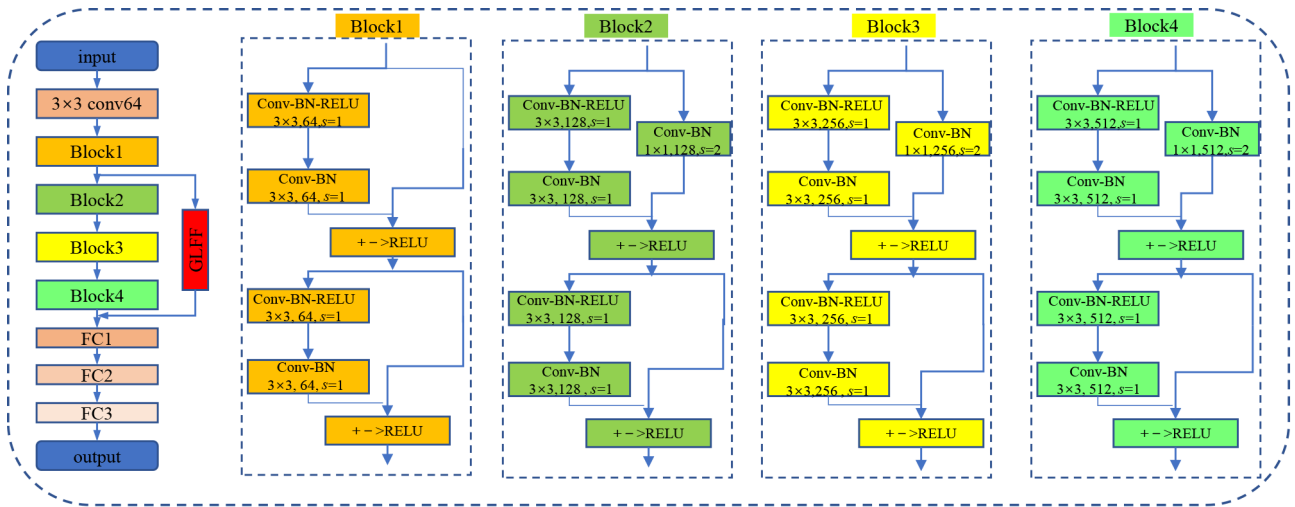 input
3×3 conv64
Block1
Block2
Block3
Block4
GLFF
FC1
FC2
FC3
output
Block1
Conv-BN-RELU
3×3,64,s=1
Conv-BN
3×3, 64, s=1
+－>RELU
Conv-BN-RELU
3×3, 64, s=1
Conv-BN
3×3, 64, s=1
+－>RELU
Block2
Conv-BN-RELU
3×3,128,s=1
Conv-BN
1×1,128,s=2
Conv-BN
3×3, 128, s=1
+－>RELU
Conv-BN-RELU
3×3, 128, s=1
Conv-BN
3×3,128, s=1
+－>RELU
Block3
Conv-BN-RELU
3×3,256,s=1
Conv-BN
1×1,256,s=2
Conv-BN
3×3, 256, s=1
+－>RELU
Conv-BN-RELU
3×3, 256, s=1
Conv-BN
3×3,256, s=1
+－>RELU
Block4
Conv-BN-RELU
3×3,512,s=1
Conv-BN
1×1,512,s=2
Conv-BN
3×3, 512, s=1
+－>RELU
Conv-BN-RELU
3×3, 512, s=1
Conv-BN
3×3, 512, s=1
+－>RELU